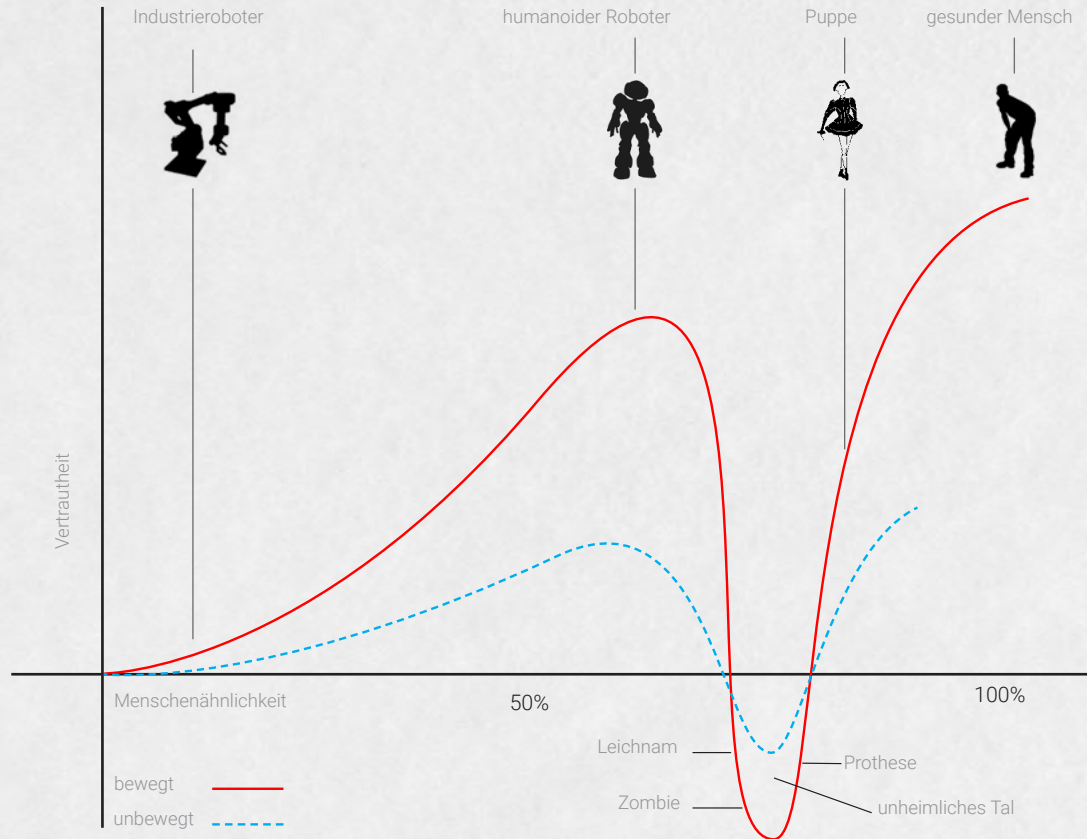 Industrieroboter
humanoider Roboter
Puppe
gesunder Mensch
Vertrautheit
Menschenähnlichkeit
50%
100%
Leichnam
Prothese
Zombie
unheimliches Tal
bewegt
unbewegt